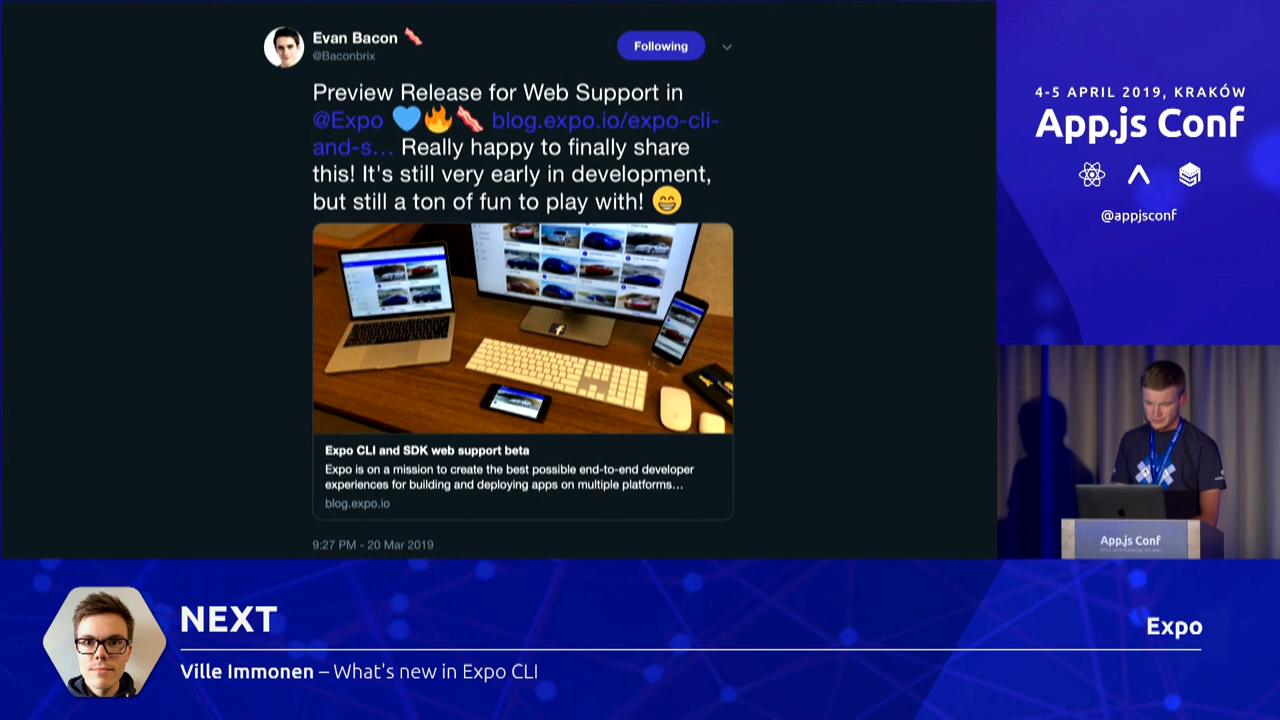 Evan Bacon
@Baconbrix
Following
Preview Release for Web Support in
@Expo 💙🔥🥓 blog.expo.io/expo-cli-
and-s… Really happy to finally share
this! It's still very early in development,
but still a ton of fun to play with! 😄
Expo CLI and SDK web support beta
Expo is on a mission to create the best possible end-to-end developer
experiences for building and deploying apps on multiple platforms…
blog.expo.io
9:27 PM - 20 Mar 2019
4-5 APRIL 2019, KRAKÓW
App.js Conf
@appjsconf
App.js Conf
NEXT
Expo
Ville Immonen – What's new in Expo CLI